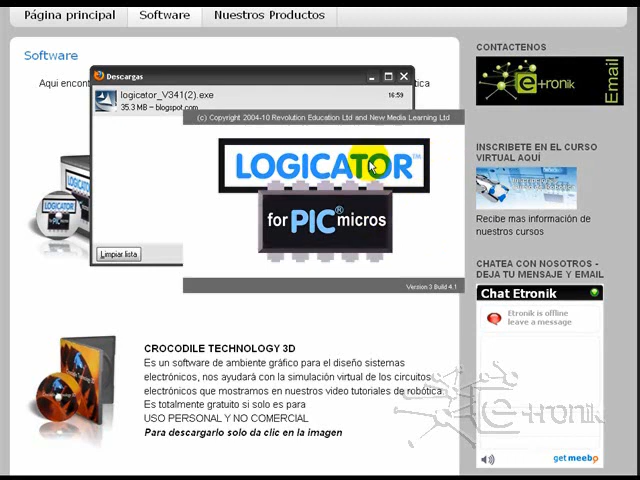 Página principal
Software
Nuestros Productos
Software
Aqui encont
ótica
Descargas
logicator_V341(2).exe
16:59
35.3 MB — blogspot.com
(c) Copyright 2004-10 Revolution Education Ltd and New Media Learning Ltd
LOGICATOR™
for PIC® micros
Version 3 Build 4.1
Limpiar lista
LOGICATOR
CROCODILE TECHNOLOGY 3D
Es un software de ambiente gráfico para el diseño sistemas
electrónicos, nos ayudará con la simulación virtual de los circuitos
electrónicos que mostramos en nuestros video tutoriales de robótica.
Es totalmente gratuito si solo es para
USO PERSONAL Y NO COMERCIAL
Para descargarlo solo da clic en la imagen
CONTACTENOS
e-tronik
Email
INSCRIBETE EN EL CURSO
VIRTUAL AQUÍ
Recibe mas información de
nuestros cursos
CHATEA CON NOSOTROS -
DEJA TU MENSAJE Y EMAIL
Chat Etronik
Etronik is offline
leave a message
get meebo
e-tronik